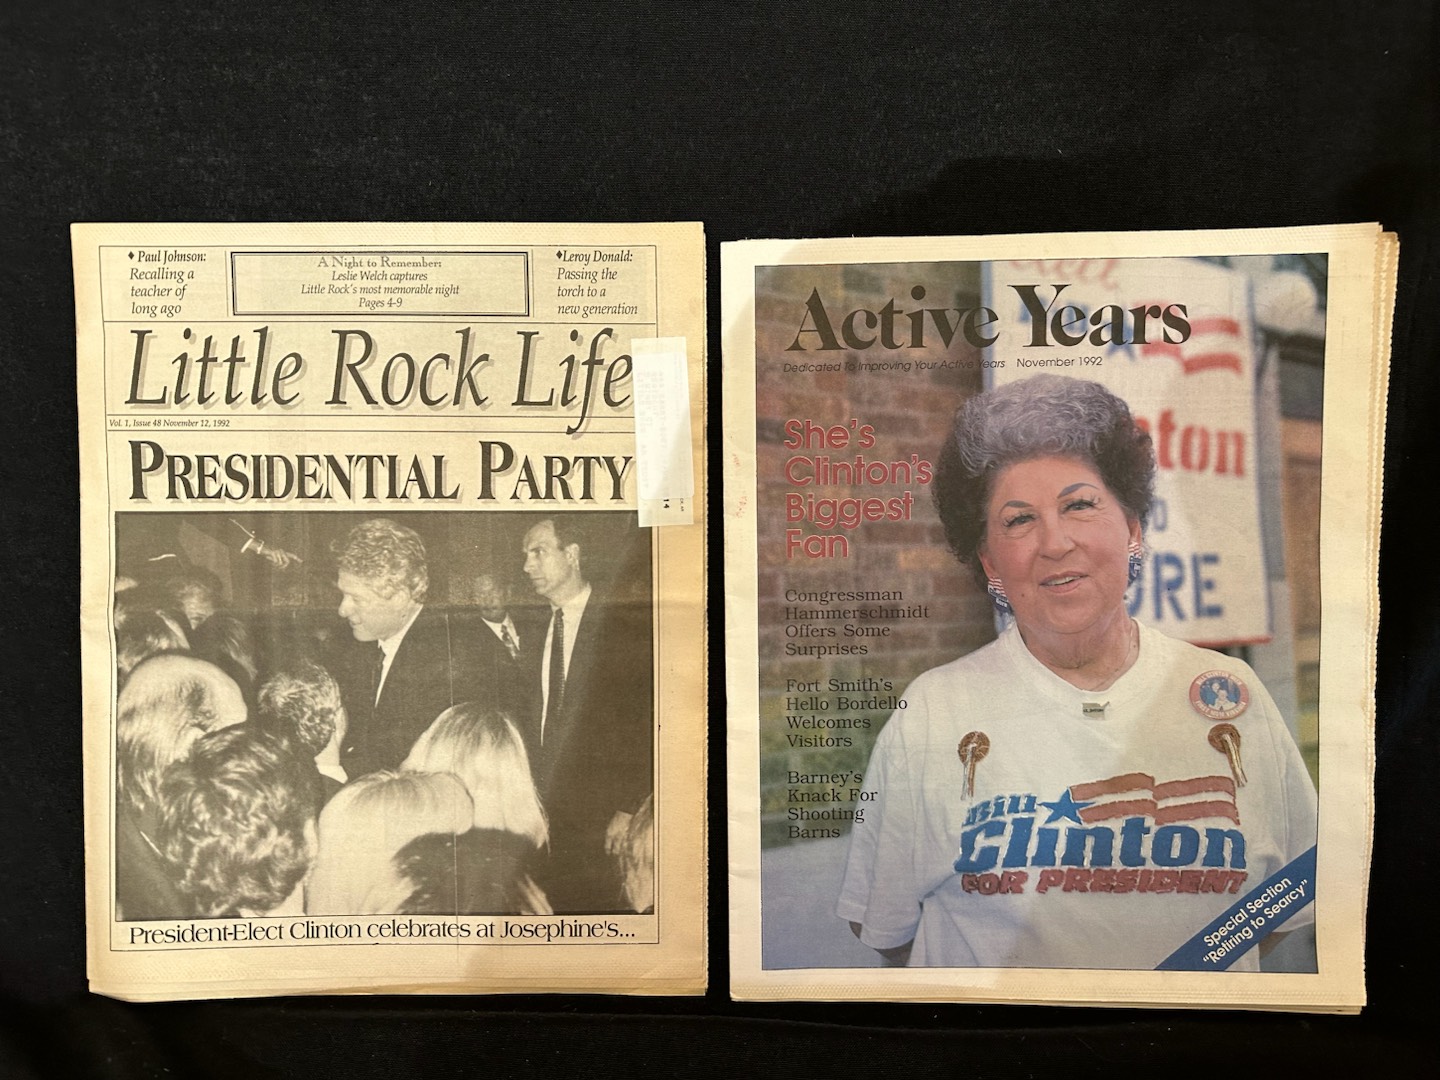 ♦ Paul Johnson:
Recalling a
teacher of
long ago
A Night to Remember:
Leslie Welch captures
Little Rock's most memorable night
Pages 4-9
♦Leroy Donald:
Passing the
torch to a
new generation
Little Rock Life
Vol. 1, Issue 48 November 12, 1992
PRESIDENTIAL PARTY
14
President-Elect Clinton celebrates at Josephine's...
Active Years
Dedicated To Improving Your Active Years November 1992
She's
Clinton's
Biggest
Fan
Congressman
Hammerschmidt
Offers Some
Surprises
Fort Smith's
Hello Bordello
Welcomes
Visitors
Barney's
Knack For
Shooting
Barns
Bill
Clinton
FOR PRESIDENT
Special Section
"Retiring to Searcy"